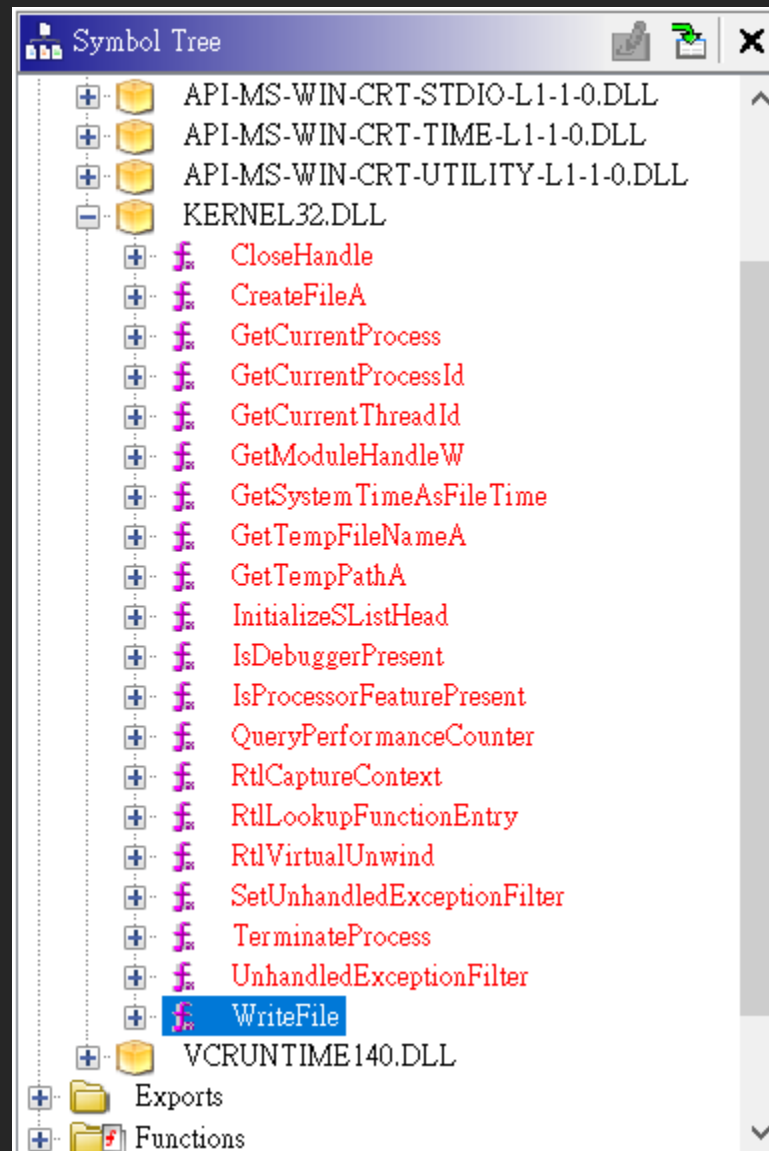 Symbol Tree
API-MS-WIN-CRT-STDIO-L1-1-0.DLL
API-MS-WIN-CRT-TIME-L1-1-0.DLL
API-MS-WIN-CRT-UTILITY-L1-1-0.DLL
KERNEL32.DLL
CloseHandle
CreateFileA
GetCurrentProcess
GetCurrentProcessId
GetCurrentThreadId
GetModuleHandleW
GetSystemTimeAsFileTime
GetTempFileNameA
GetTempPathA
InitializeSListHead
IsDebuggerPresent
IsProcessorFeaturePresent
QueryPerformanceCounter
RtlCaptureContext
RtlLookupFunctionEntry
RtlVirtualUnwind
SetUnhandledExceptionFilter
TerminateProcess
UnhandledExceptionFilter
WriteFile
VCRUNTIME140.DLL
Exports
Functions